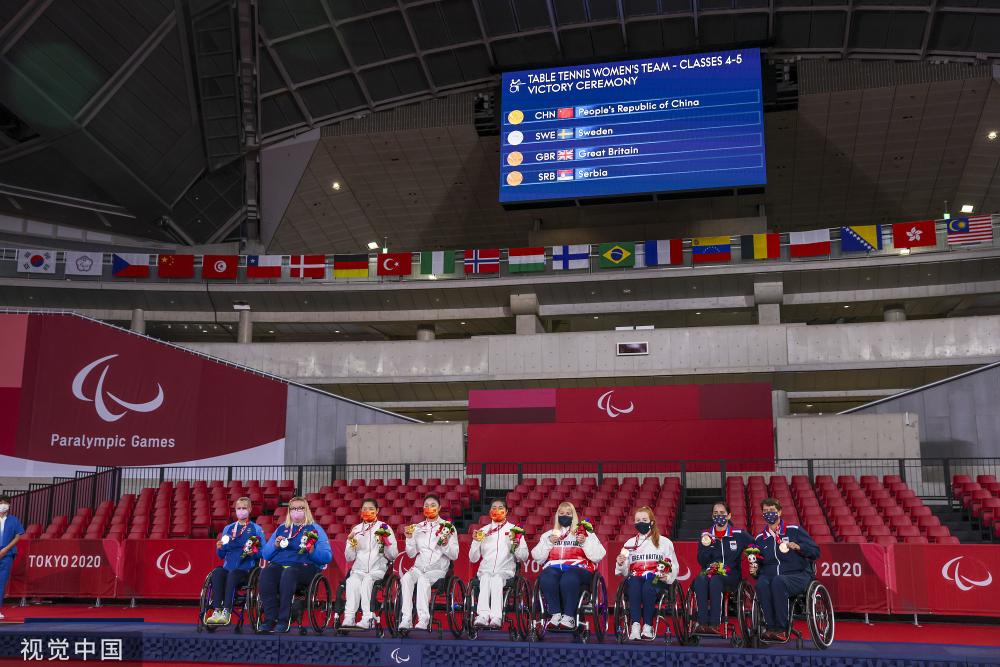 TABLE TENNIS WOMEN'S TEAM - CLASSES 4-5
VICTORY CEREMONY
CHN People's Republic of China
SWE Sweden
GBR Great Britain
SRB Serbia
Paralympic Games
TOKYO 2020
GREAT BRITAIN
2020
视觉中国